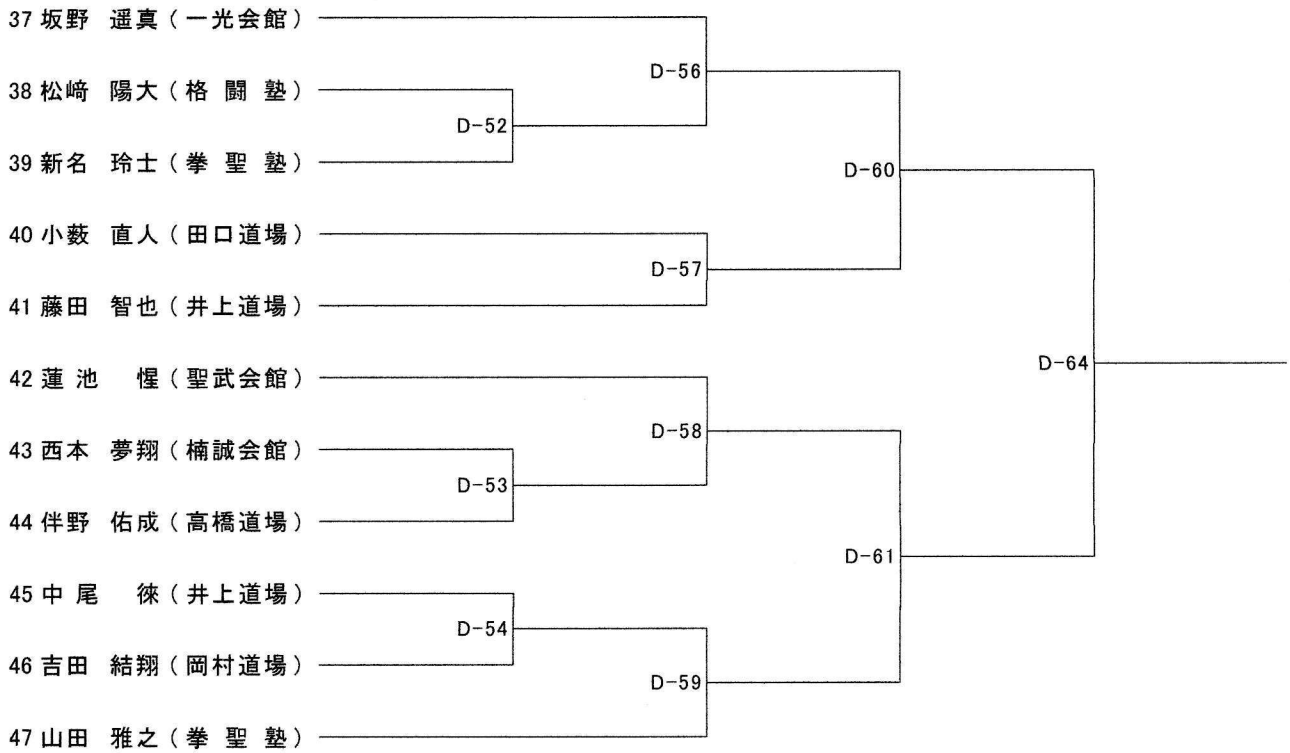 37 坂野 遥真(一光会館)
D-56
38 松﨑 陽大(格 闘 塾)
D-52
39 新名 玲士(拳 聖 塾)
D-60
40 小薮 直人(田口道場)
D-57
41 藤田 智也(井上道場)
42 蓮池 惺(聖武会館)
D-64
D-58
43 西本 夢翔(楠誠会館)
D-53
44 伴野 佑成(高橋道場)
D-61
45 中尾 徠(井上道場)
D-54
46 吉田 結翔(岡村道場)
D-59
47 山田 雅之(拳 聖 塾)